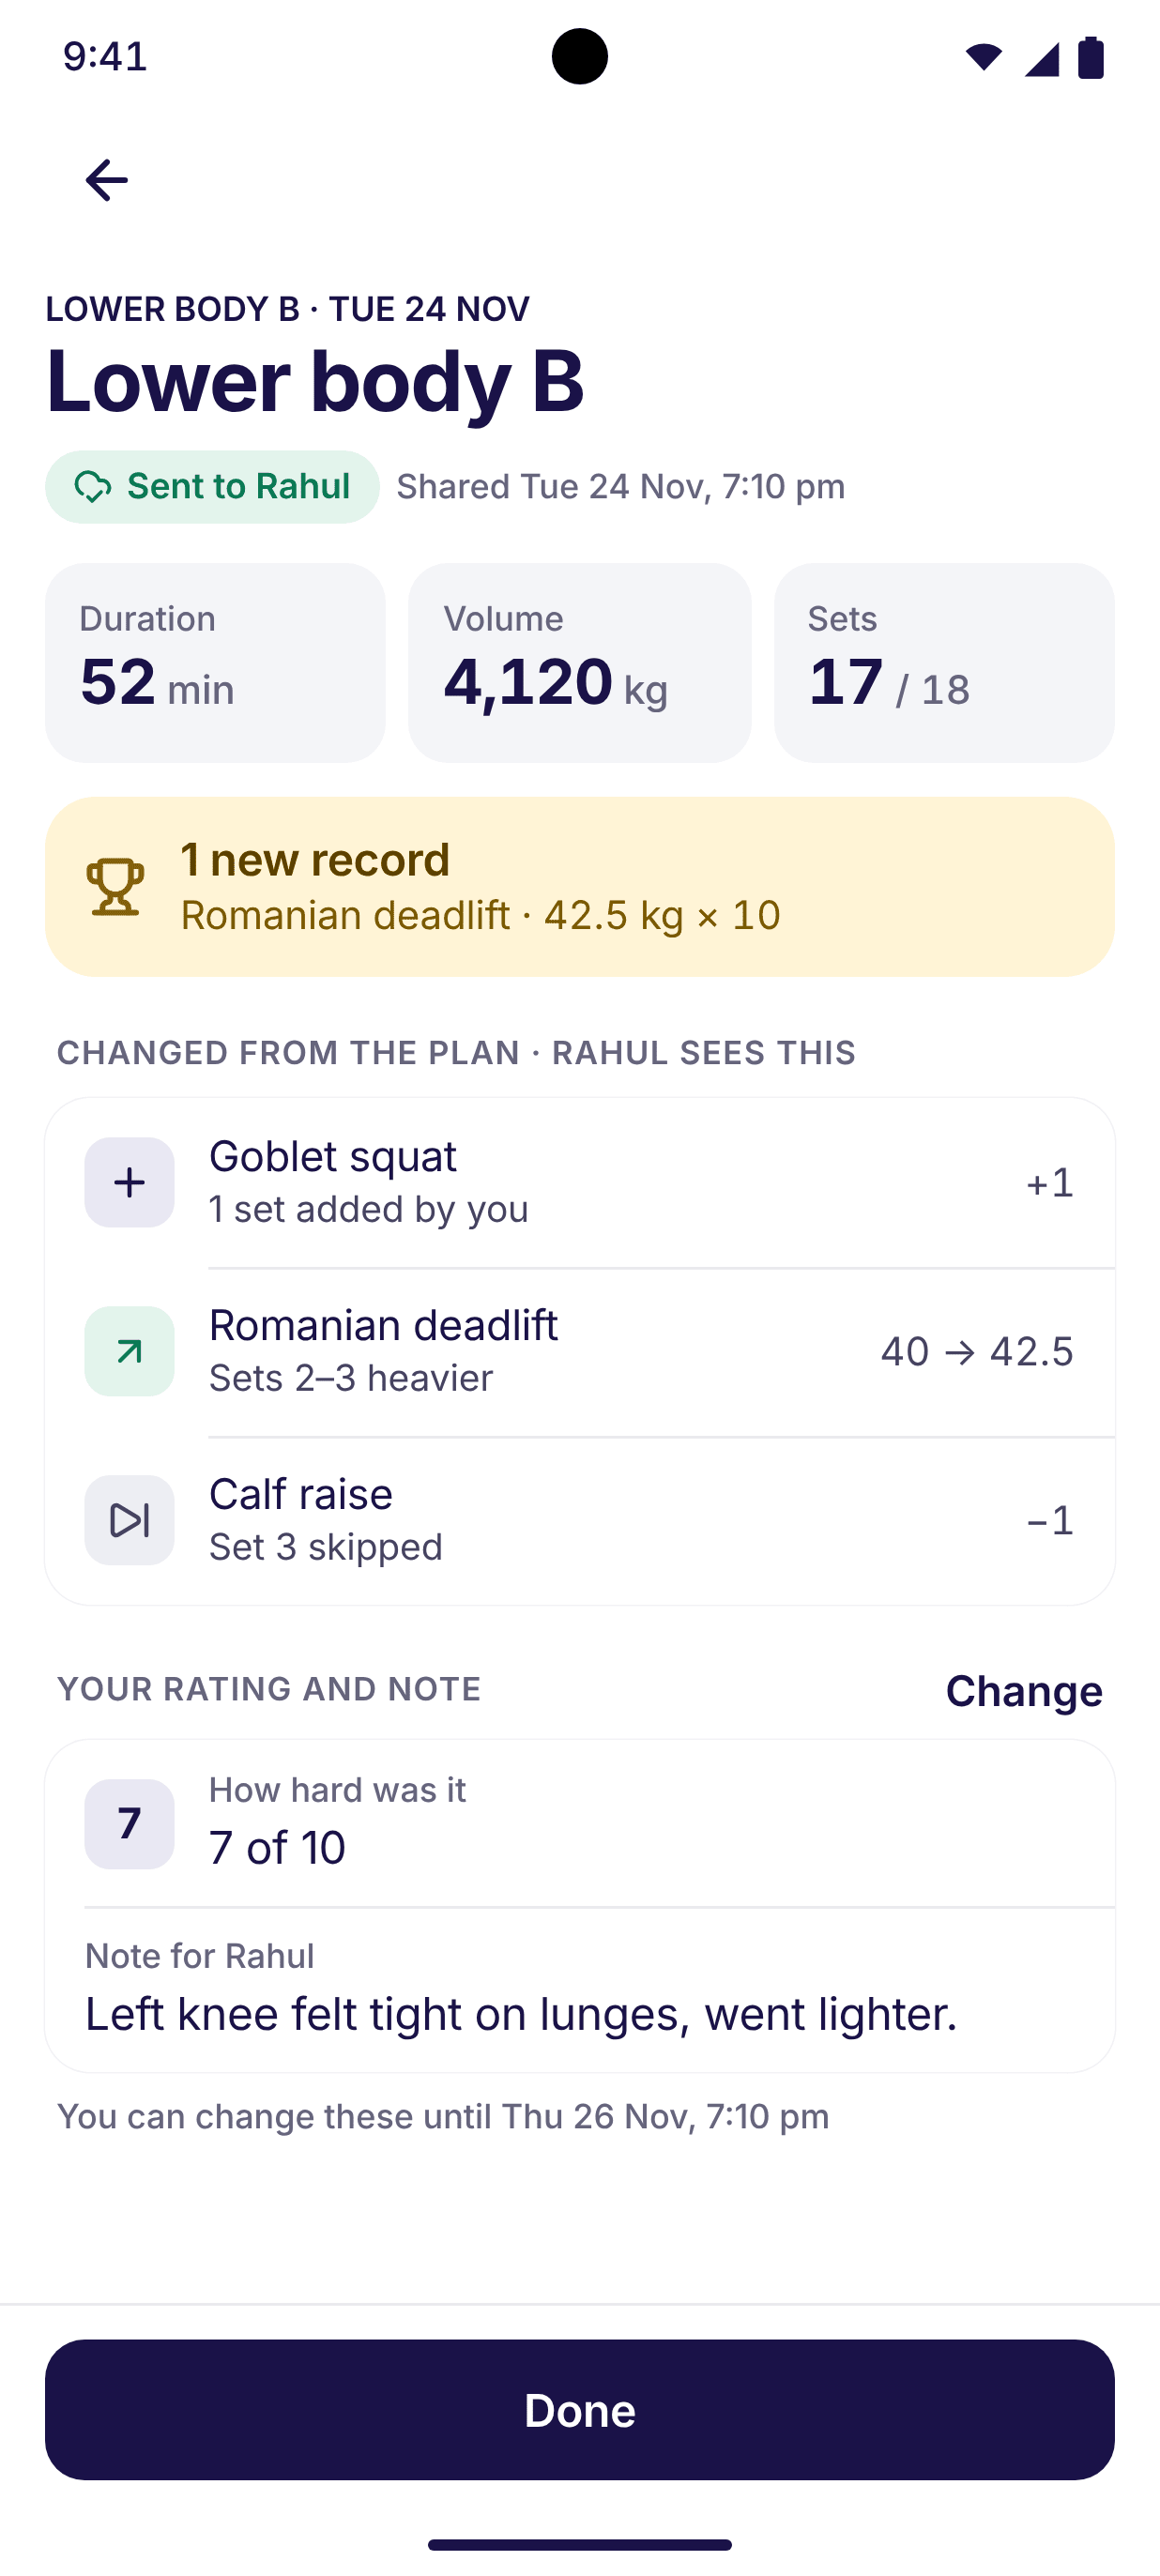 9:41
LOWER BODY B · TUE 24 NOV
Lower body B
Sent to Rahul
Shared Tue 24 Nov, 7:10 pm
Duration
52 min
Volume
4,120 kg
Sets
17 / 18
1 new record
Romanian deadlift · 42.5 kg × 10
CHANGED FROM THE PLAN · RAHUL SEES THIS
Goblet squat
1 set added by you
+1
Romanian deadlift
Sets 2–3 heavier
40 → 42.5
Calf raise
Set 3 skipped
−1
YOUR RATING AND NOTE
Change
7
How hard was it
7 of 10
Note for Rahul
Left knee felt tight on lunges, went lighter.
You can change these until Thu 26 Nov, 7:10 pm
Done